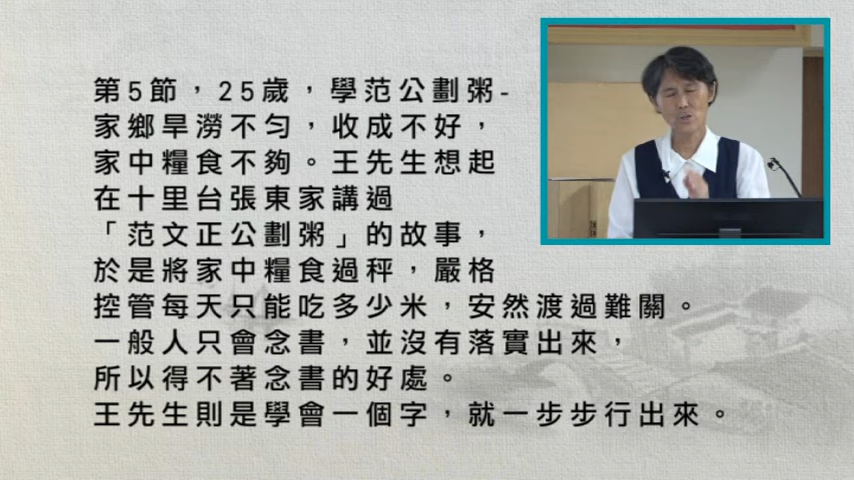 第5節，25歲，學范公劃粥-
家鄉旱澇不勻，收成不好，
家中糧食不夠。王先生想起
在十里台張東家講過
「范文正公劃粥」的故事，
於是將家中糧食過秤，嚴格
控管每天只能吃多少米，安然渡過難關。
一般人只會念書，並沒有落實出來，
所以得不著念書的好處。
王先生則是學會一個字，就一步步行出來。